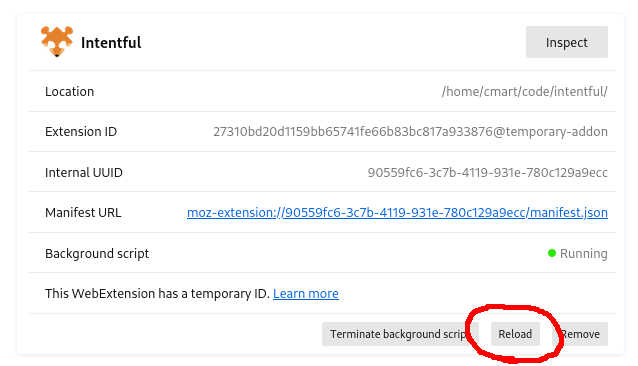 Intentful
Inspect
Location
/home/cmart/code/intentful/
Extension ID
27310bd20d1159bb65741fe66b83bc817a933876@temporary-addon
Internal UUID
90559fc6-3c7b-4119-931e-780c129a9ecc
Manifest URL
moz-extension://90559fc6-3c7b-4119-931e-780c129a9ecc/manifest.json
Background script
Running
This WebExtension has a temporary ID. Learn more
Terminate background script
Reload
Remove